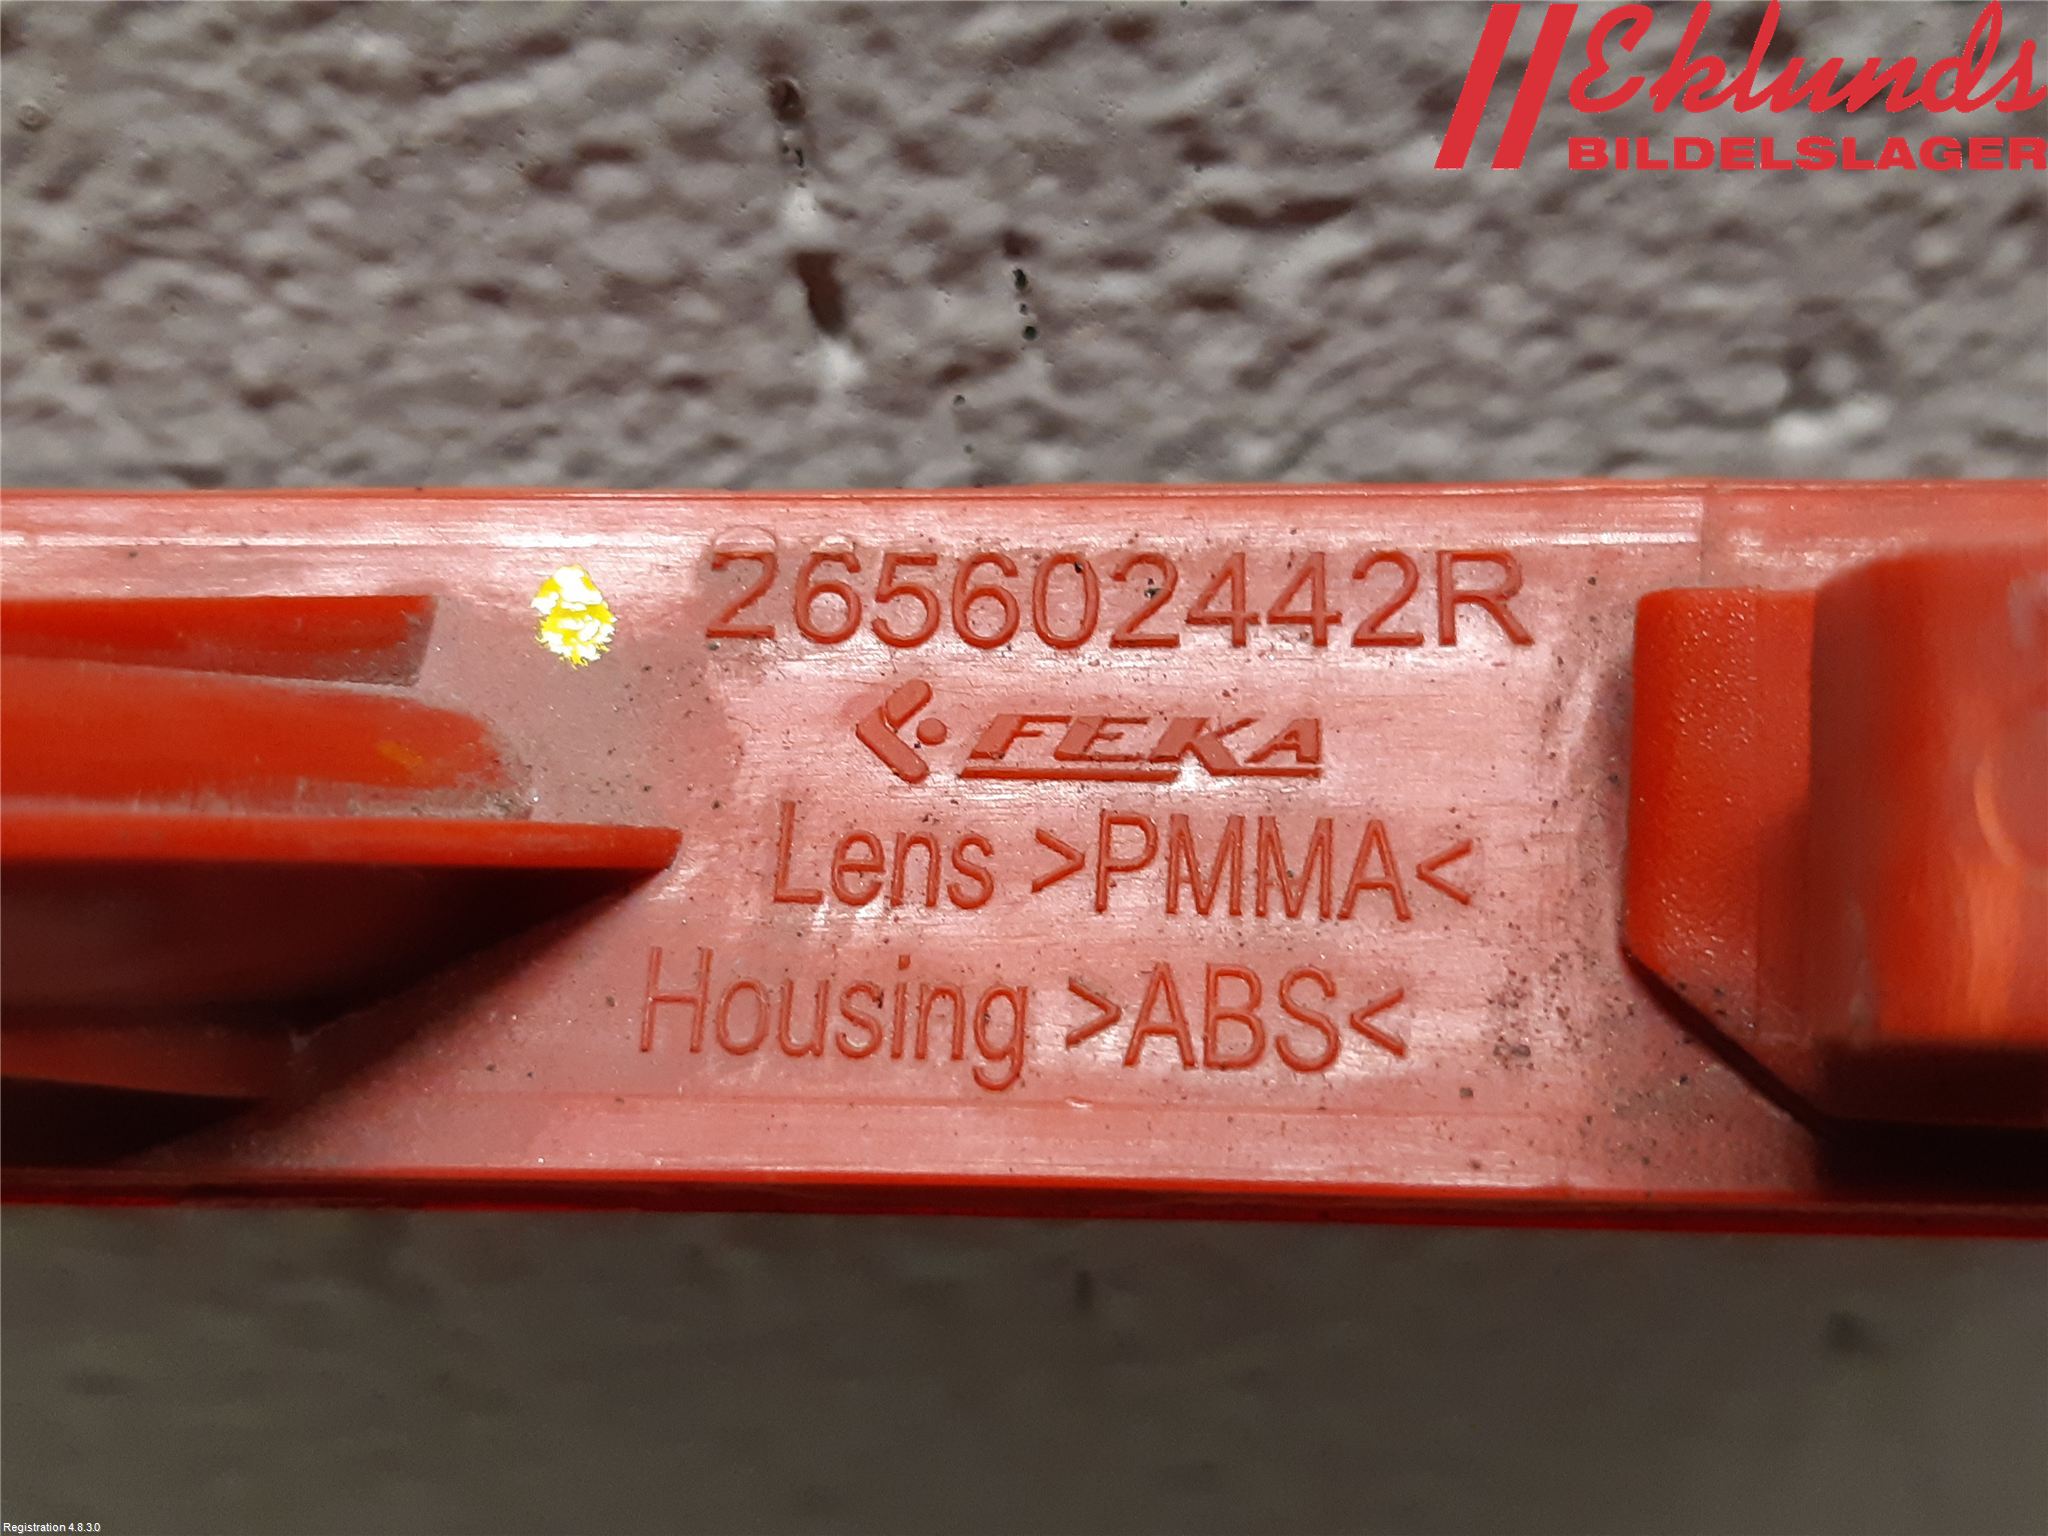 Eklunds
BILDELSLAGER
265602442R
FEKA
Lens >PMMA<
Housing >ABS<
Registration 4.8.3.0